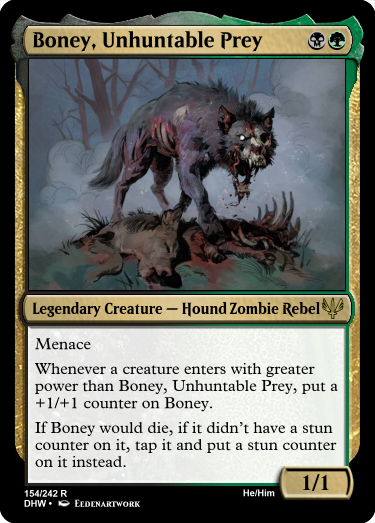 Boney, Unhuntable Prey
Legendary Creature — Hound Zombie Rebel
Menace
Whenever a creature enters with greater
power than Boney, Unhuntable Prey, put a
+1/+1 counter on Boney.
If Boney would die, if it didn't have a stun
counter on it, tap it and put a stun counter
on it instead.
1/1
154/242 R
He/Him
DHW • Eedenartwork